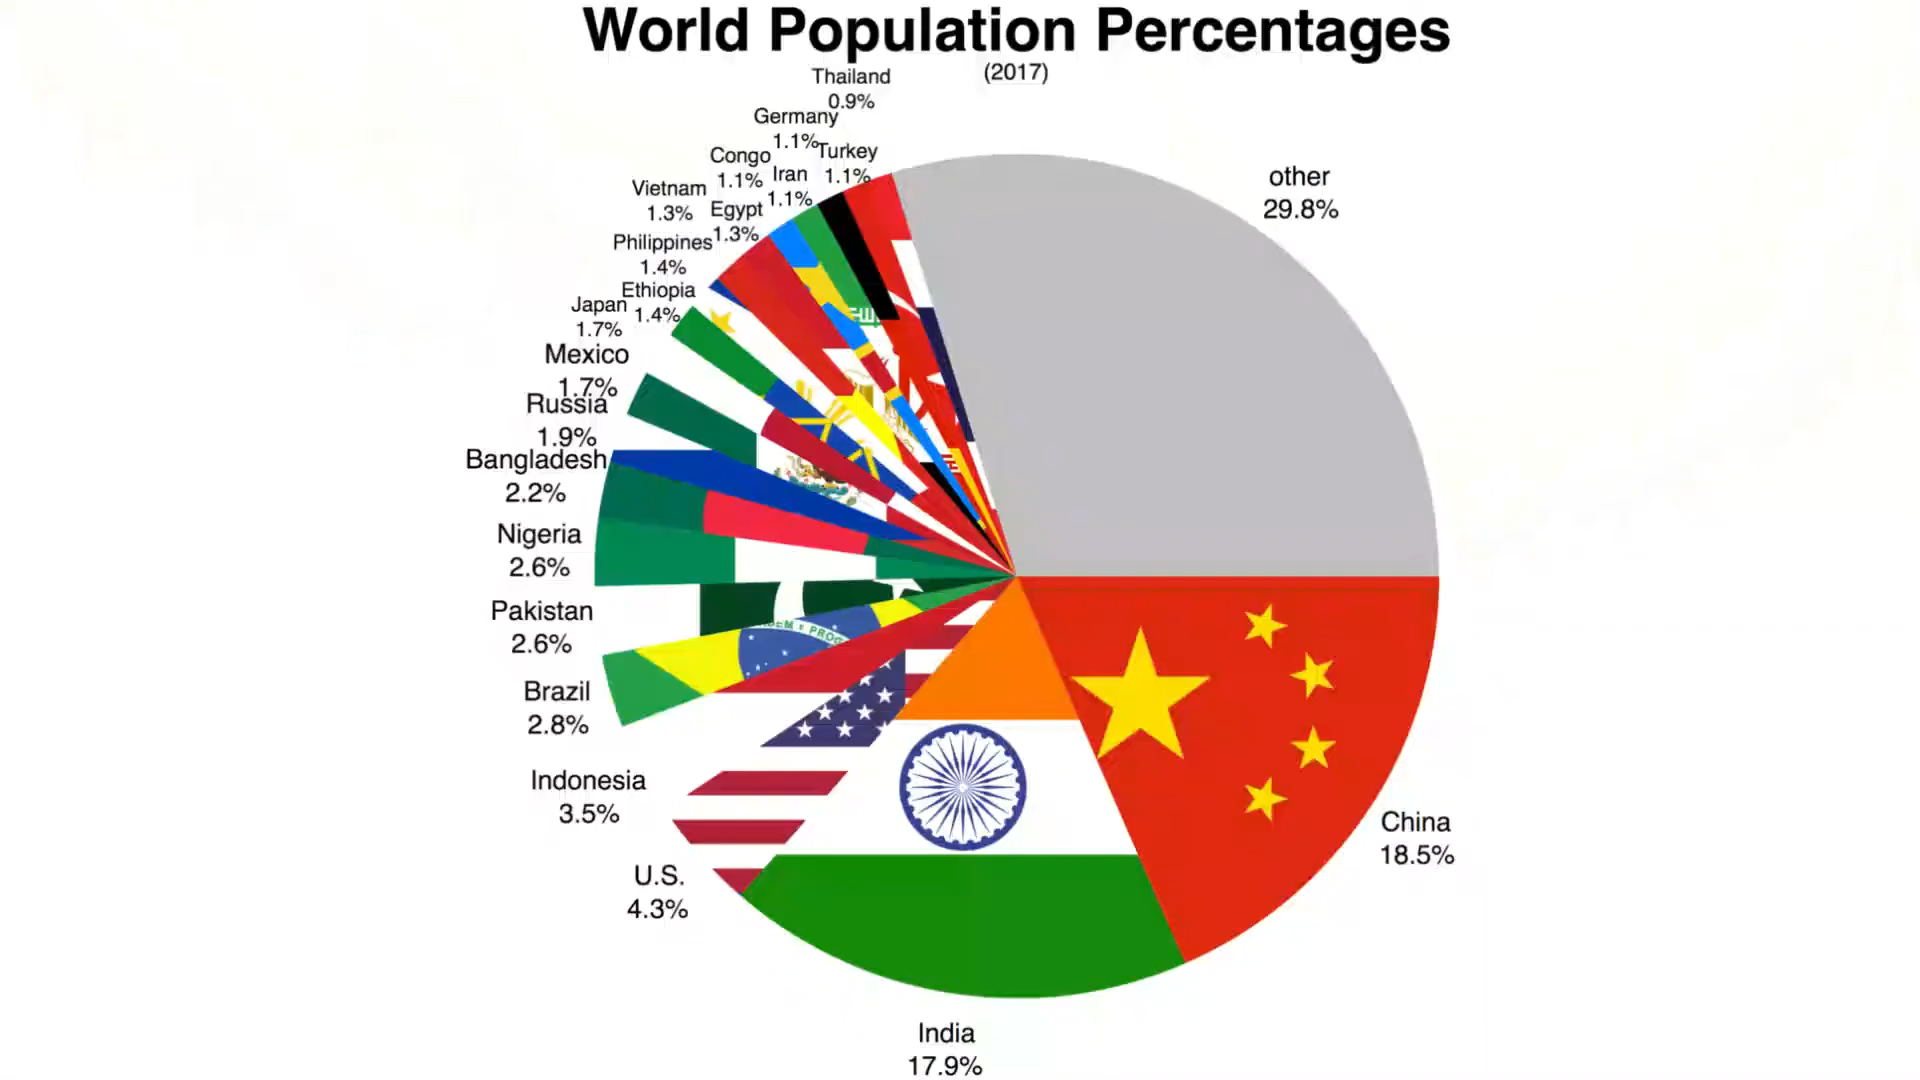 World Population Percentages
(2017)
Thailand
0.9%
Germany
1.1%
Turkey
1.1%
Congo
1.1%
Iran
1.1%
Vietnam
1.3%
Egypt
1.3%
Philippines
1.4%
Ethiopia
1.4%
Japan
1.7%
Mexico
1.7%
Russia
1.9%
Bangladesh
2.2%
Nigeria
2.6%
Pakistan
2.6%
Brazil
2.8%
Indonesia
3.5%
U.S.
4.3%
India
17.9%
China
18.5%
other
29.8%